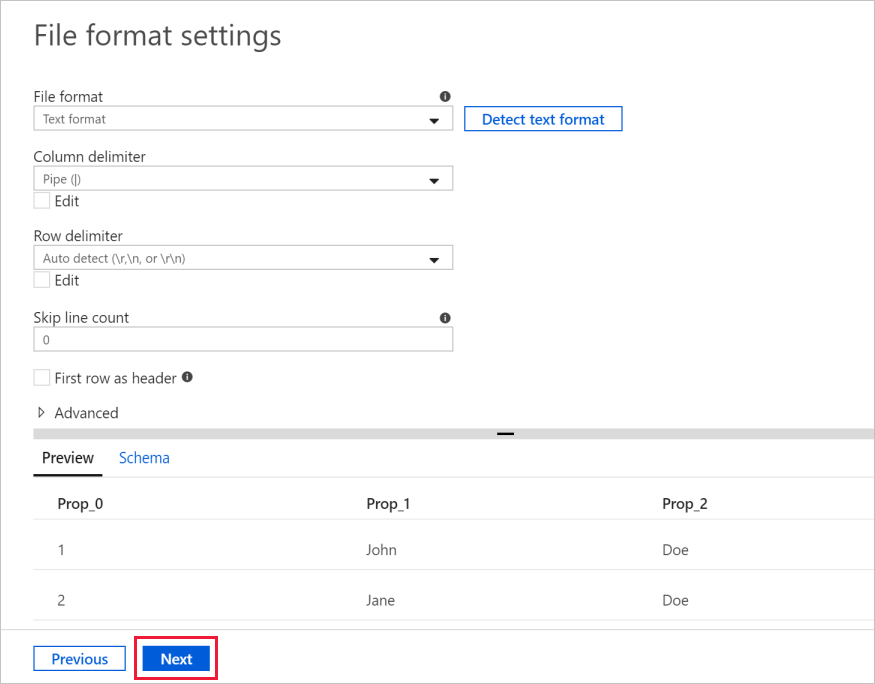 File format settings
File format
Text format
Detect text format
Column delimiter
Pipe (|)
Edit
Row delimiter
Auto detect (\r,\n, or \r\n)
Edit
Skip line count
0
First row as header
Advanced
Preview Schema
Prop_0 Prop_1 Prop_2
1 John Doe
2 Jane Doe
Previous Next